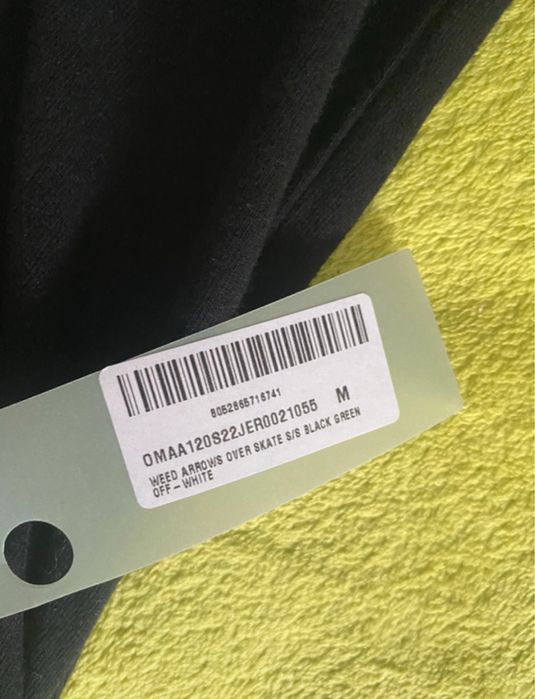 8052865716741
OMAA120S22JER0021055 M
WEED ARROWS OVER SKATE S/S BLACK GREEN
OFF-WHITE